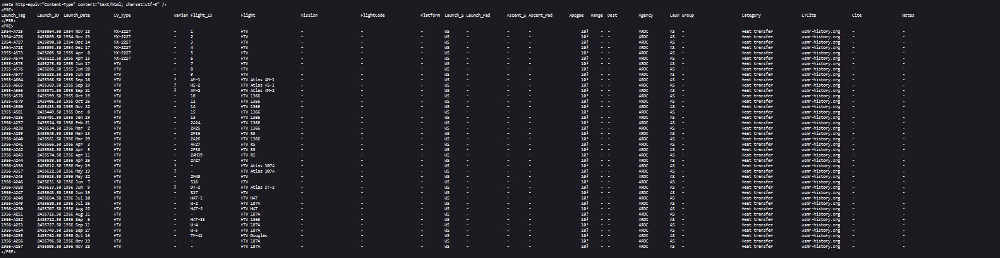 <meta http-equiv="Content-Type" content="text/html; charset=utf-8" />
<PRE>
Launch_Tag Launch_JD Launch_Date LV_Type Varian Flight_ID Flight Mission FlightCode Platform Launch_S Launch_Pad Ascent_S Ascent_Pad Apogee Range Dest Agency Laun Group Category LTCite Cite Notes
</PRE>
<PRE>
1954-A725 2435064.50 1954 Nov 18 MX-2227 - 1 HTV - - - WS - - - 10? - - ARDC AS - Heat transfer wsmr-history.org - -
1954-A726 2435069.50 1954 Nov 23 MX-2227 - 2 HTV - - - WS - - - 10? - - ARDC AS - Heat transfer wsmr-history.org - -
1954-A727 2435090.50 1954 Dec 14 MX-2227 - 3 HTV - - - WS - - - 10? - - ARDC AS - Heat transfer wsmr-history.org - -
1954-A728 2435093.50 1954 Dec 17 MX-2227 - 4 HTV - - - WS - - - 10? - - ARDC AS - Heat transfer wsmr-history.org - -
1955-A573 2435205.50 1955 Apr 8 MX-2227 - 5 HTV - - - WS - - - 10? - - ARDC AS - Heat transfer wsmr-history.org - -
1955-A574 2435212.50 1955 Apr 15 MX-2227 - 6 HTV - - - WS - - - 10? - - ARDC AS - Heat transfer wsmr-history.org - -
1955-A575 2435275.50 1955 Jun 17 HTV - 7 HTV - - - WS - - - 10? - - ARDC AS - Heat transfer wsmr-history.org - -
1955-A576 2435286.50 1955 Jun 28 HTV - 8 HTV - - - WS - - - 10? - - ARDC AS - Heat transfer wsmr-history.org - -
1955-A577 2435288.50 1955 Jun 30 HTV - 9 HTV - - - WS - - - 10? - - ARDC AS - Heat transfer wsmr-history.org - -
1955-A664 2435366.50 1955 Sep 16 HTV ? AM-1 HTV Atlas AM-1 - - - WS - - - 10? - - ARDC AS - Heat transfer wsmr-history.org - -
1955-A665 2435369.50 1955 Sep 19 HTV ? HS-2 HTV Atlas HS-1 - - - WS - - - 10? - - ARDC AS - Heat transfer wsmr-history.org - -
1955-A666 2435371.50 1955 Sep 21 HTV ? AM-2 HTV Atlas AM-2 - - - WS - - - 10? - - ARDC AS - Heat transfer wsmr-history.org - -
1955-A578 2435399.50 1955 Oct 19 HTV - 10 HTV 1366 - - - WS - - - 10? - - ARDC AS - Heat transfer wsmr-history.org - -
1955-A579 2435406.50 1955 Oct 26 HTV - 11 HTV 1366 - - - WS - - - 10? - - ARDC AS - Heat transfer wsmr-history.org - -
1955-A580 2435433.50 1955 Nov 22 HTV - 14 HTV 1366 - - - WS - - - 10? - - ARDC AS - Heat transfer wsmr-history.org - -
1955-A581 2435449.50 1955 Dec 8 HTV - 15 HTV 1366 - - - WS - - - 10? - - ARDC AS - Heat transfer wsmr-history.org - -
1956-A236 2435491.50 1956 Jan 19 HTV - 13 HTV 1366 - - - WS - - - 10? - - ARDC AS - Heat transfer wsmr-history.org - -
1956-A237 2435524.50 1956 Feb 21 HTV - 2A24 HTV 1366 - - - WS - - - 10? - - ARDC AS - Heat transfer wsmr-history.org - -
1956-A238 2435534.50 1956 Mar 2 HTV - 2A25 HTV 1366 - - - WS - - - 10? - - ARDC AS - Heat transfer wsmr-history.org - -
1956-A239 2435545.50 1956 Mar 13 HTV - 2F36 HTV RS - - - WS - - - 10? - - ARDC AS - Heat transfer wsmr-history.org - -
1956-A240 2435561.50 1956 Mar 29 HTV - 2A26 HTV 1366 - - - WS - - - 10? - - ARDC AS - Heat transfer wsmr-history.org - -
1956-A241 2435566.50 1956 Apr 3 HTV - AF27 HTV RS - - - WS - - - 10? - - ARDC AS - Heat transfer wsmr-history.org - -
1956-A242 2435568.50 1956 Apr 5 HTV - 2F38 HTV RS - - - WS - - - 10? - - ARDC AS - Heat transfer wsmr-history.org - -
1956-A243 2435574.50 1956 Apr 11 HTV - 2AM39 HTV RS - - - WS - - - 10? - - ARDC AS - Heat transfer wsmr-history.org - -
1956-A244 2435589.50 1956 Apr 26 HTV - 2A27 HTV - - - WS - - - 10? - - ARDC AS - Heat transfer wsmr-history.org - -
1956-A356 2435612.50 1956 May 19 HTV ? - HTV Atlas 107A - - - WS - - - 10? - - ARDC AS - Heat transfer wsmr-history.org - -
1956-A357 2435612.50 1956 May 19 HTV ? - HTV Atlas 107A - - - WS - - - 10? - - ARDC AS - Heat transfer wsmr-history.org - -
1956-A245 2435615.50 1956 May 22 HTV - 2M40 HTV - - - WS - - - 10? - - ARDC AS - Heat transfer wsmr-history.org - -
1956-A246 2435631.50 1956 Jun 7 HTV - S16 HTV - - - WS - - - 10? - - ARDC AS - Heat transfer wsmr-history.org - -
1956-A358 2435633.50 1956 Jun 9 HTV ? DT-2 HTV Atlas DT-2 - - - WS - - - 10? - - ARDC AS - Heat transfer wsmr-history.org - -
1956-A247 2435643.50 1956 Jun 19 HTV - S17 HTV - - - WS - - - 10? - - ARDC AS - Heat transfer wsmr-history.org - -
1956-A248 2435664.50 1956 Jul 10 HTV - HAT-1 HTV HAT - - - WS - - - 10? - - ARDC AS - Heat transfer wsmr-history.org - -
1956-A249 2435680.50 1956 Jul 26 HTV - W-2 HTV 107A - - - WS - - - 10? - - ARDC AS - Heat transfer wsmr-history.org - -
1956-A250 2435707.50 1956 Aug 22 HTV - HAT-2 HTV HAT - - - WS - - - 10? - - ARDC AS - Heat transfer wsmr-history.org - -
1956-A251 2435716.50 1956 Aug 31 HTV - - HTV 107A - - - WS - - - 10? - - ARDC AS - Heat transfer wsmr-history.org - -
1956-A252 2435722.50 1956 Sep 6 HTV - HAT-83 HTV 1366 - - - WS - - - 10? - - ARDC AS - Heat transfer wsmr-history.org - -
1956-A253 2435727.50 1956 Sep 11 HTV - W-4 HTV 107A - - - WS - - - 10? - - ARDC AS - Heat transfer wsmr-history.org - -
1956-A254 2435743.50 1956 Sep 27 HTV - W-5 HTV 107A - - - WS - - - 10? - - ARDC AS - Heat transfer wsmr-history.org - -
1956-A255 2435762.50 1956 Oct 16 HTV - TM-41 HTV Douglas - - - WS - - - 10? - - ARDC AS - Heat transfer wsmr-history.org - -
1956-A256 2435796.50 1956 Nov 19 HTV - - HTV 107A - - - WS - - - 10? - - ARDC AS - Heat transfer wsmr-history.org - -
1956-A257 2435805.50 1956 Nov 28 HTV - - HTV 107A - - - WS - - - 10? - - ARDC AS - Heat transfer wsmr-history.org - -
</PRE>